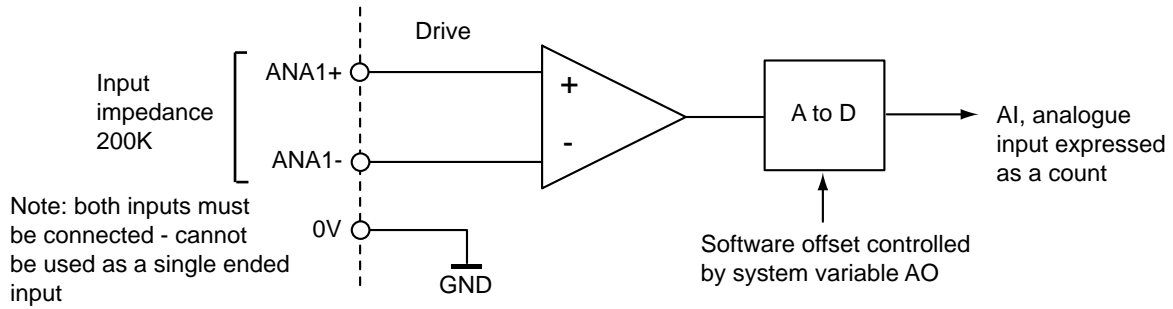 Drive
Input
impedance
200K
ANA1+
ANA1-
+
-
A to D
AI, analogue
input expressed
as a count
Note: both inputs must
be connected - cannot
be used as a single ended
input
0V
GND
Software offset controlled
by system variable AO